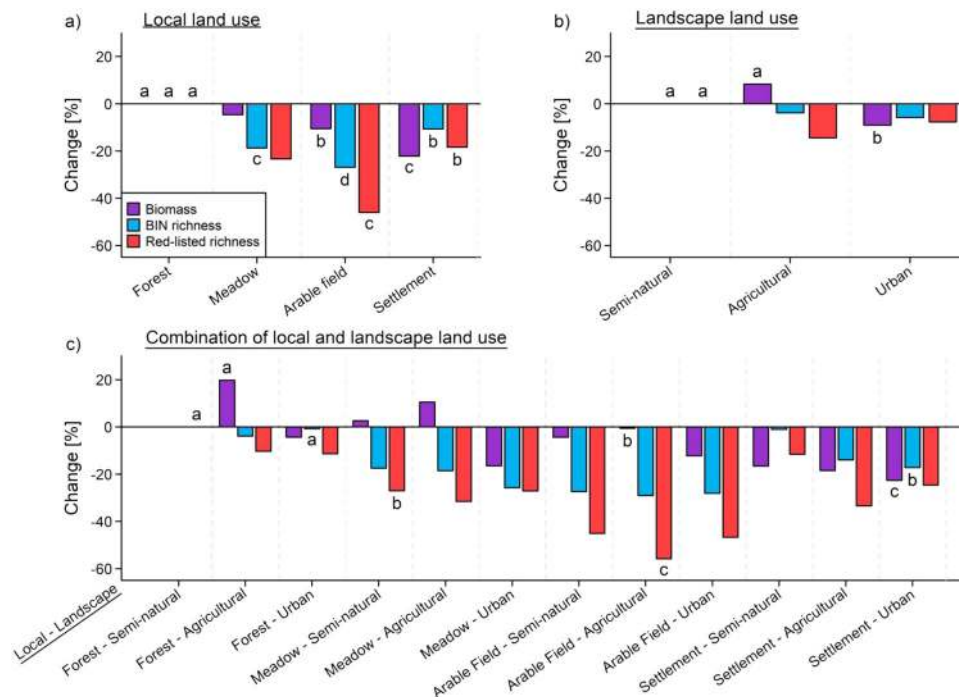 a) Local land use
Change [%]
20
0
-20
-40
-60
a a a
c
b
d
c
c
b
b
Biomass
BIN richness
Red-listed richness
Forest
Meadow
Arable field
Settlement
b) Landscape land use
Change [%]
20
0
-20
-40
-60
a a
a
b
Semi-natural
Agricultural
Urban
c) Combination of local and landscape land use
Change [%]
20
0
-20
-40
-60
a
a
a
b
b
c
c
b
Local - Landscape
Forest - Semi-natural
Forest - Agricultural
Forest - Urban
Meadow - Semi-natural
Meadow - Agricultural
Meadow - Urban
Arable Field - Semi-natural
Arable Field - Agricultural
Arable Field - Urban
Settlement - Semi-natural
Settlement - Agricultural
Settlement - Urban